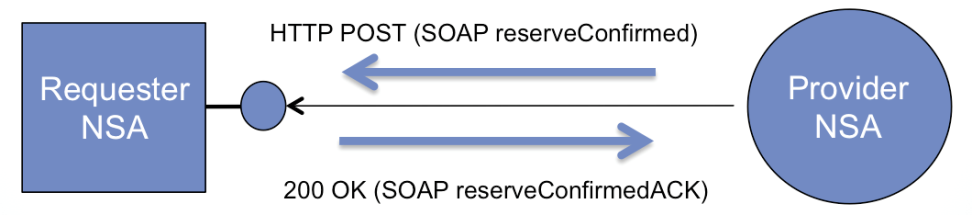 HTTP POST (SOAP reserveConfirmed)
Requester
NSA
Provider
NSA
200 OK (SOAP reserveConfirmedACK)